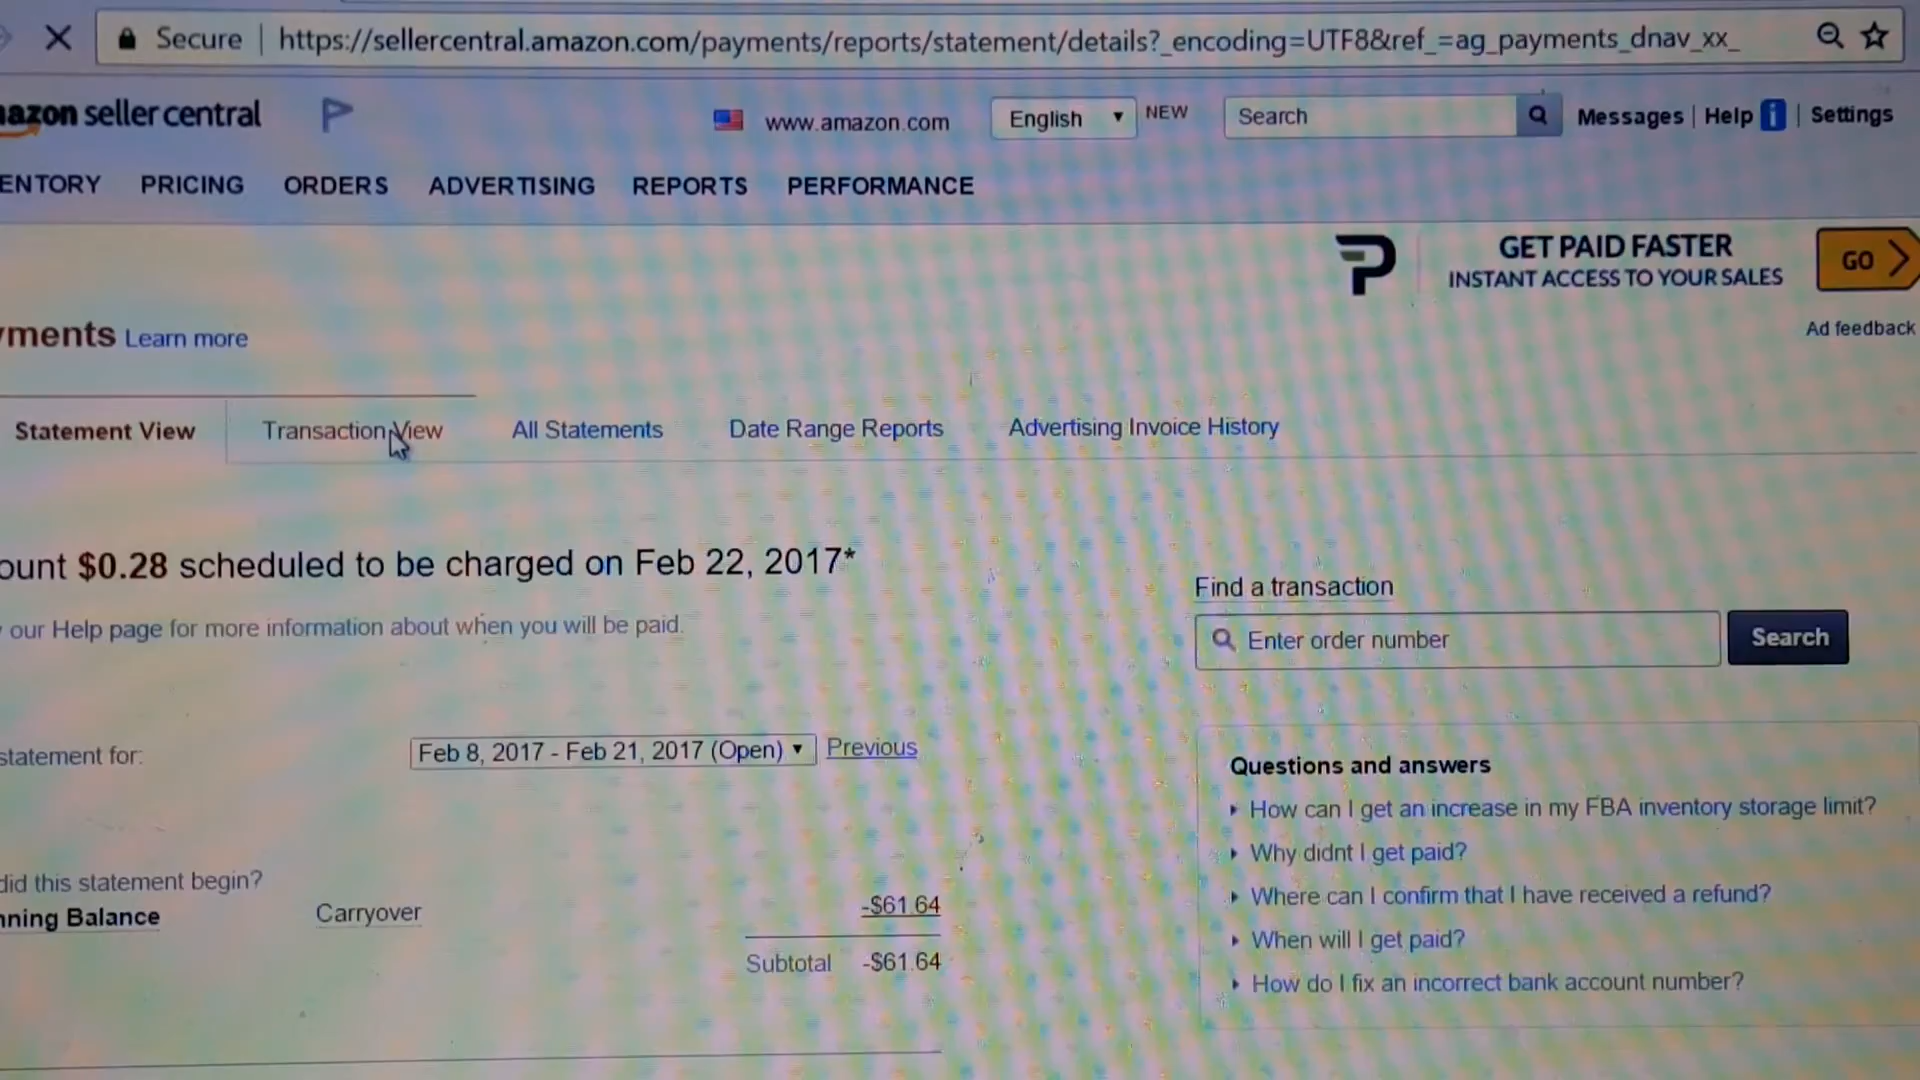 Secure | https://sellercentral.amazon.com/payments/reports/statement/details?_encoding=UTF8&ref_=ag_payments_dnav_xx_
azon seller central
www.amazon.com
English
NEW
Search
Messages | Help i | Settings
ENTORY PRICING ORDERS ADVERTISING REPORTS PERFORMANCE
GET PAID FASTER
INSTANT ACCESS TO YOUR SALES
GO
Ad feedback
yments Learn more
Statement View Transaction View All Statements Date Range Reports Advertising Invoice History
ount $0.28 scheduled to be charged on Feb 22, 2017*
our Help page for more information about when you will be paid.
Find a transaction
Enter order number
Search
statement for:
Feb 8, 2017 - Feb 21, 2017 (Open) Previous
Questions and answers
How can I get an increase in my FBA inventory storage limit?
Why didnt I get paid?
Where can I confirm that I have received a refund?
When will I get paid?
How do I fix an incorrect bank account number?
did this statement begin?
nning Balance Carryover -$61.64
Subtotal -$61.64